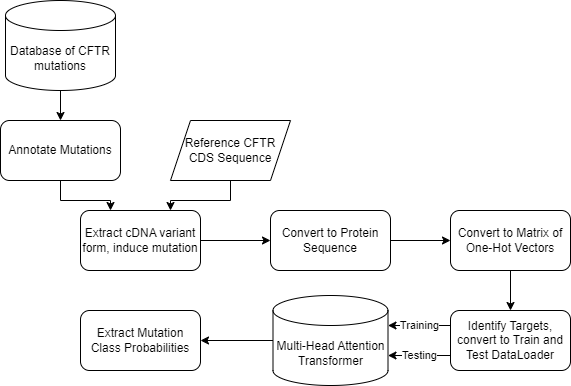 Database of CFTR
mutations
Annotate Mutations
Reference CFTR
CDS Sequence
Extract cDNA variant
form, induce mutation
Convert to Protein
Sequence
Convert to Matrix of
One-Hot Vectors
Identify Targets,
convert to Train and
Test DataLoader
Training
Testing
Multi-Head Attention
Transformer
Extract Mutation
Class Probabilities